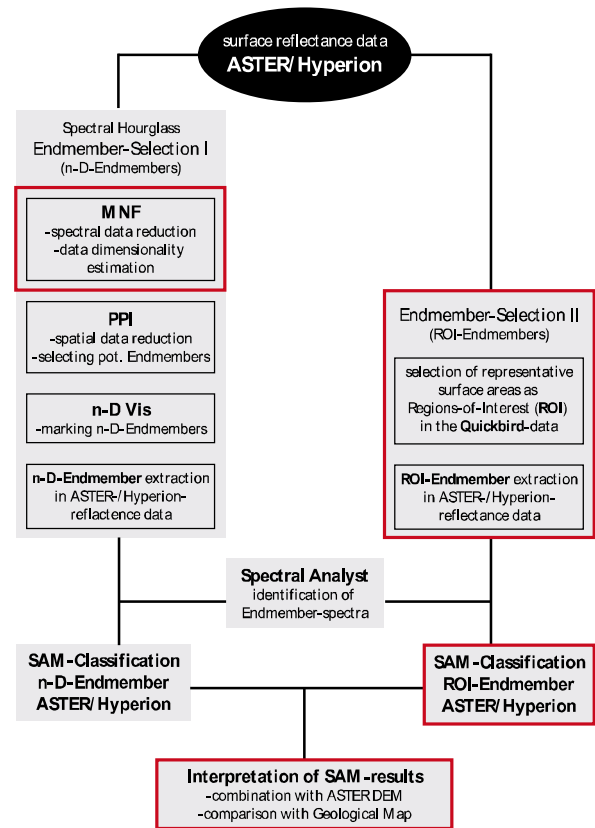 surface reflectance data
ASTER/ Hyperion
Spectral Hourglass
Endmember-Selection I
(n-D-Endmembers)
MNF
-spectral data reduction
-data dimensionality
estimation
PPI
-spatial data reduction
-selecting pot. Endmembers
n-D Vis
-marking n-D-Endmembers
n-D-Endmember extraction
in ASTER-/Hyperion-
reflactence data
Endmember-Selection II
(ROI-Endmembers)
selection of representative
surface areas as
Regions-of-Interest (ROI)
in the Quickbird-data
ROI-Endmember extraction
in ASTER-/Hyperion-
reflectance data
Spectral Analyst
identification of
Endmember-spectra
SAM-Classification
n-D-Endmember
ASTER/ Hyperion
SAM-Classification
ROI-Endmember
ASTER/ Hyperion
Interpretation of SAM-results
-combination with ASTER DEM
-comparison with Geological Map